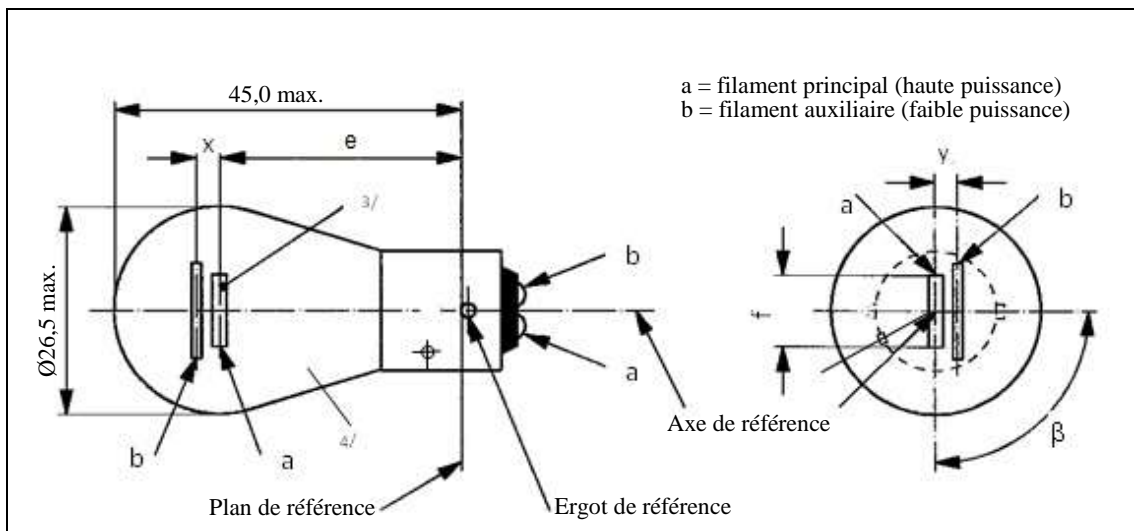 a = filament principal (haute puissance)
b = filament auxiliaire (faible puissance)
45,0 max.
x
e
y
3/
a
b
b
Ø26,5 max.
f
a
Axe de référence
β
4/
b
a
Plan de référence
Ergot de référence